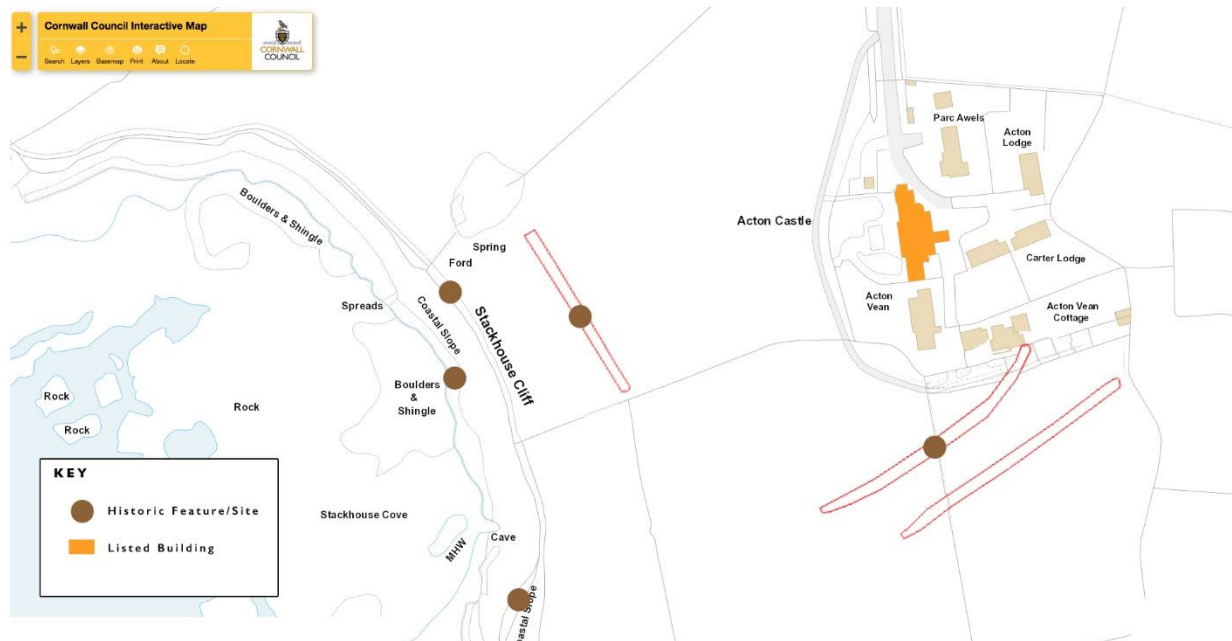 Cornwall Council Interactive Map
Search Layers Basemap Print About Locate
CORNWALL
COUNCIL
Parc Awels
Acton
Lodge
Boulders & Shingle
Acton Castle
Spring
Ford
Carter Lodge
Spreads
Coastal Slope
Stackhouse Cliff
Acton
Vean
Acton Vean
Cottage
Boulders
&
Shingle
Rock
Rock
Rock
KEY
Historic Feature/Site
Listed Building
Stackhouse Cove
MHW
Cave
oastal Slope